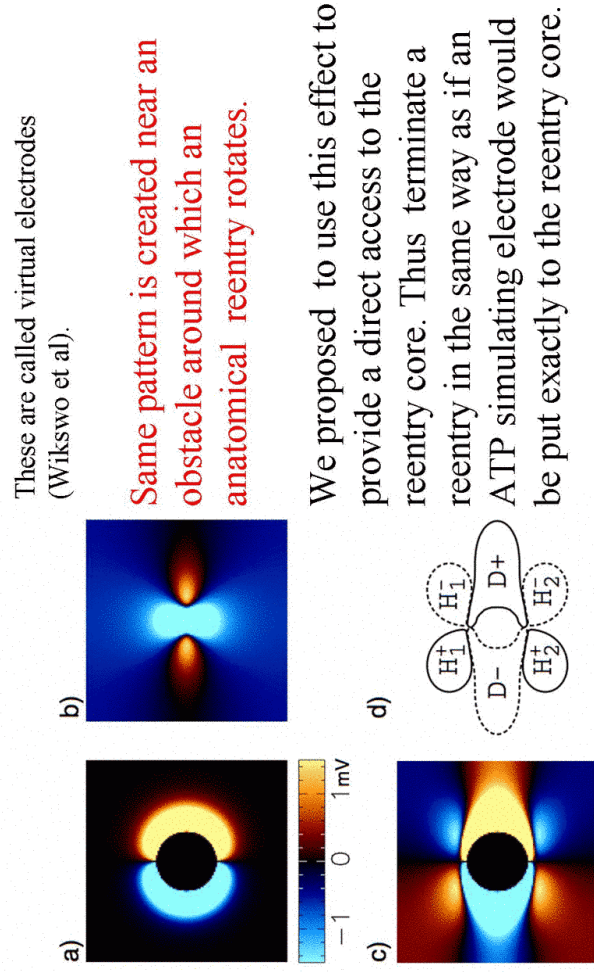 These are called virtual electrodes
(Wikswo et al).
a)
b)
Same pattern is created near an
obstacle around which an
anatomical reentry rotates.
−1 0 1 mV
c)
d)
H₁⁺ H₁⁻
D− D+
H₂⁺ H₂⁻
We proposed to use this effect to
provide a direct access to the
reentry core. Thus terminate a
reentry in the same way as if an
ATP simulating electrode would
be put exactly to the reentry core.